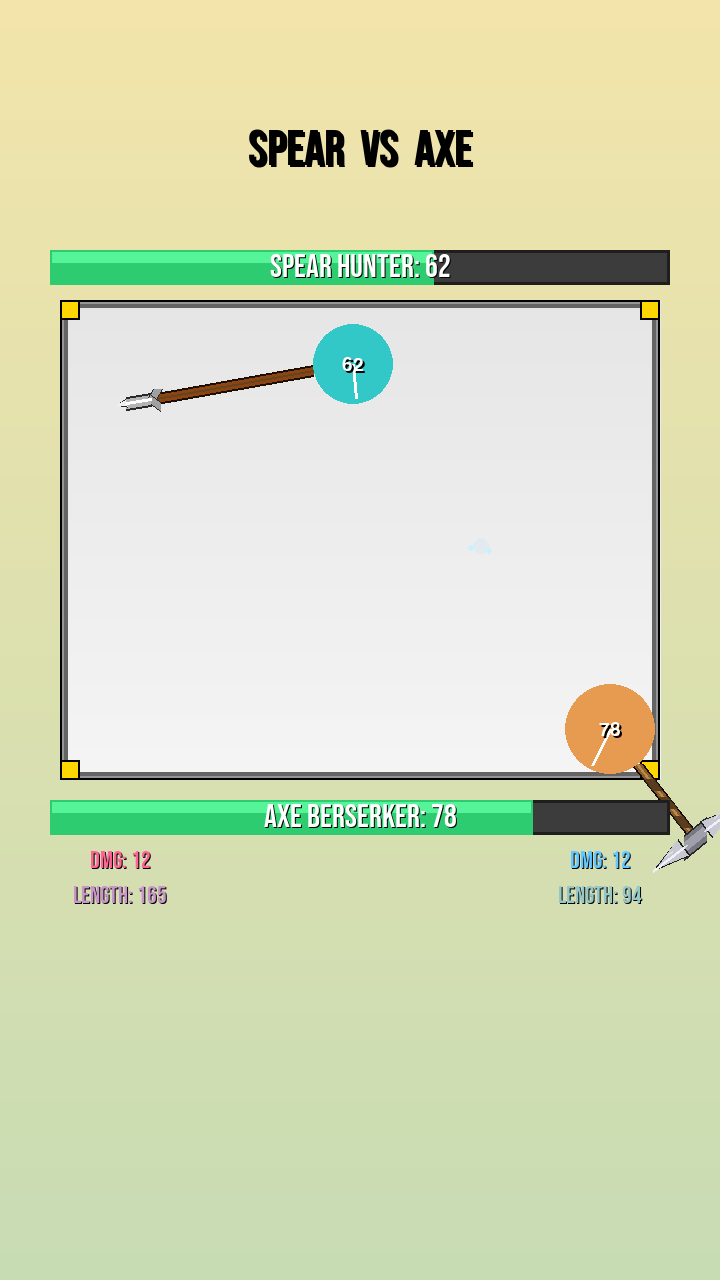 SPEAR VS AXE
SPEAR HUNTER: 62
62
78
AXE BERSERKER: 78
DMG: 12 DMG: 12
LENGTH: 165 LENGTH: 94